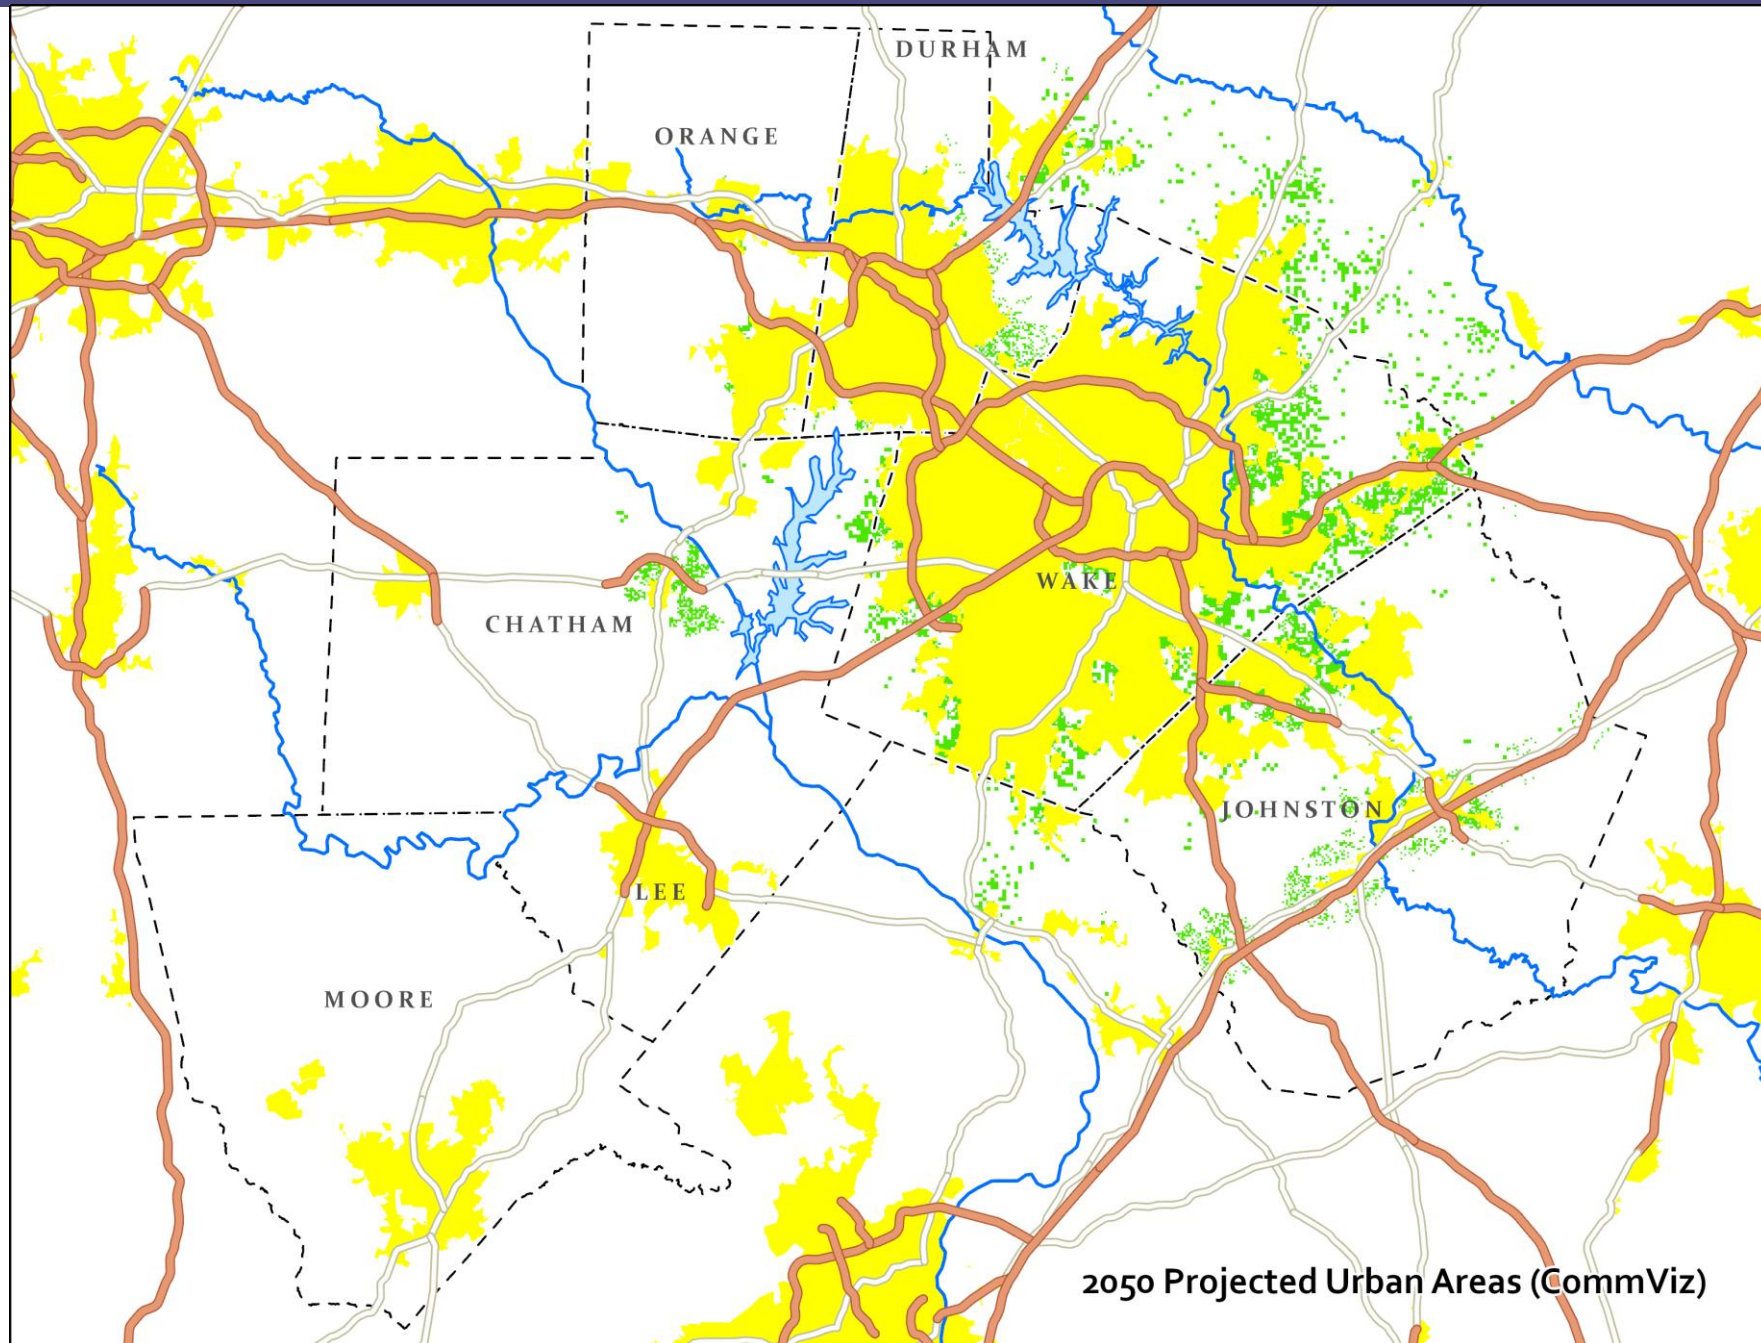 DURHAM
ORANGE
WAKE
CHATHAM
JOHNSTON
LEE
MOORE
2050 Projected Urban Areas (CommViz)